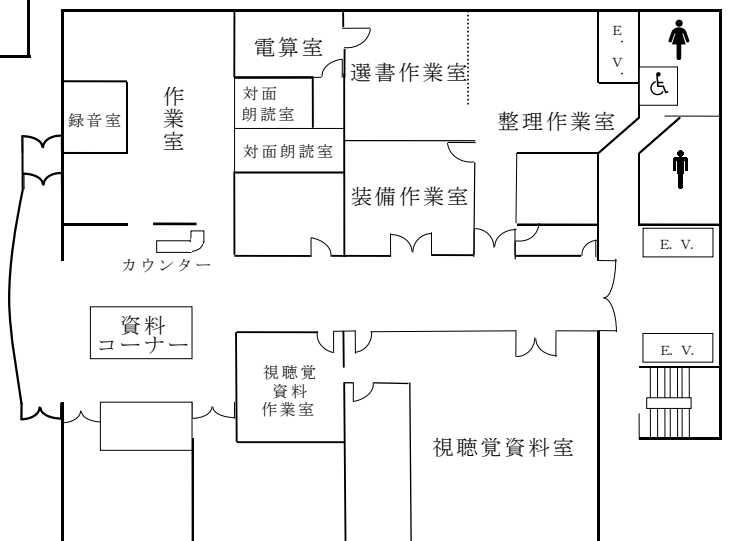 電算室
選書作業室
E.
V.
対面
朗読室
作業室
録音室
整理作業室
対面朗読室
装備作業室
E. V.
カウンター
資料
コーナー
E. V.
視聴覚
資料
作業室
視聴覚資料室